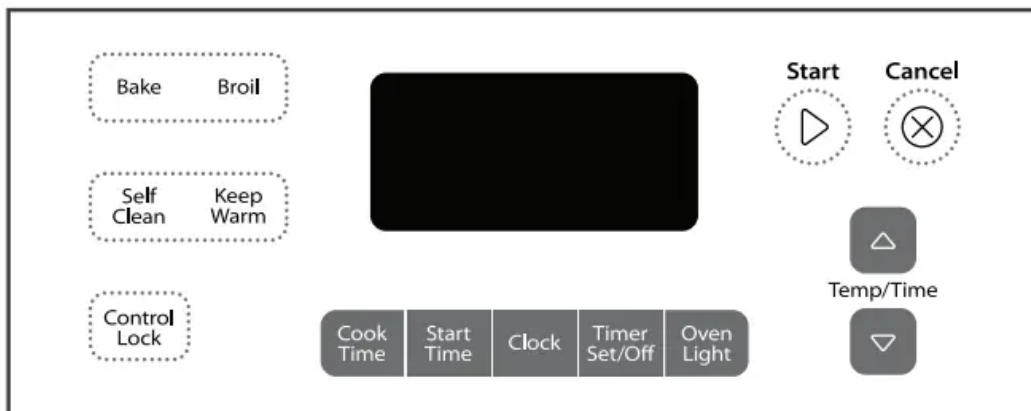 Bake
Broil
Start
Cancel
Self
Clean
Keep
Warm
Temp/Time
Control
Lock
Cook
Time
Start
Time
Clock
Timer
Set/Off
Oven
Light